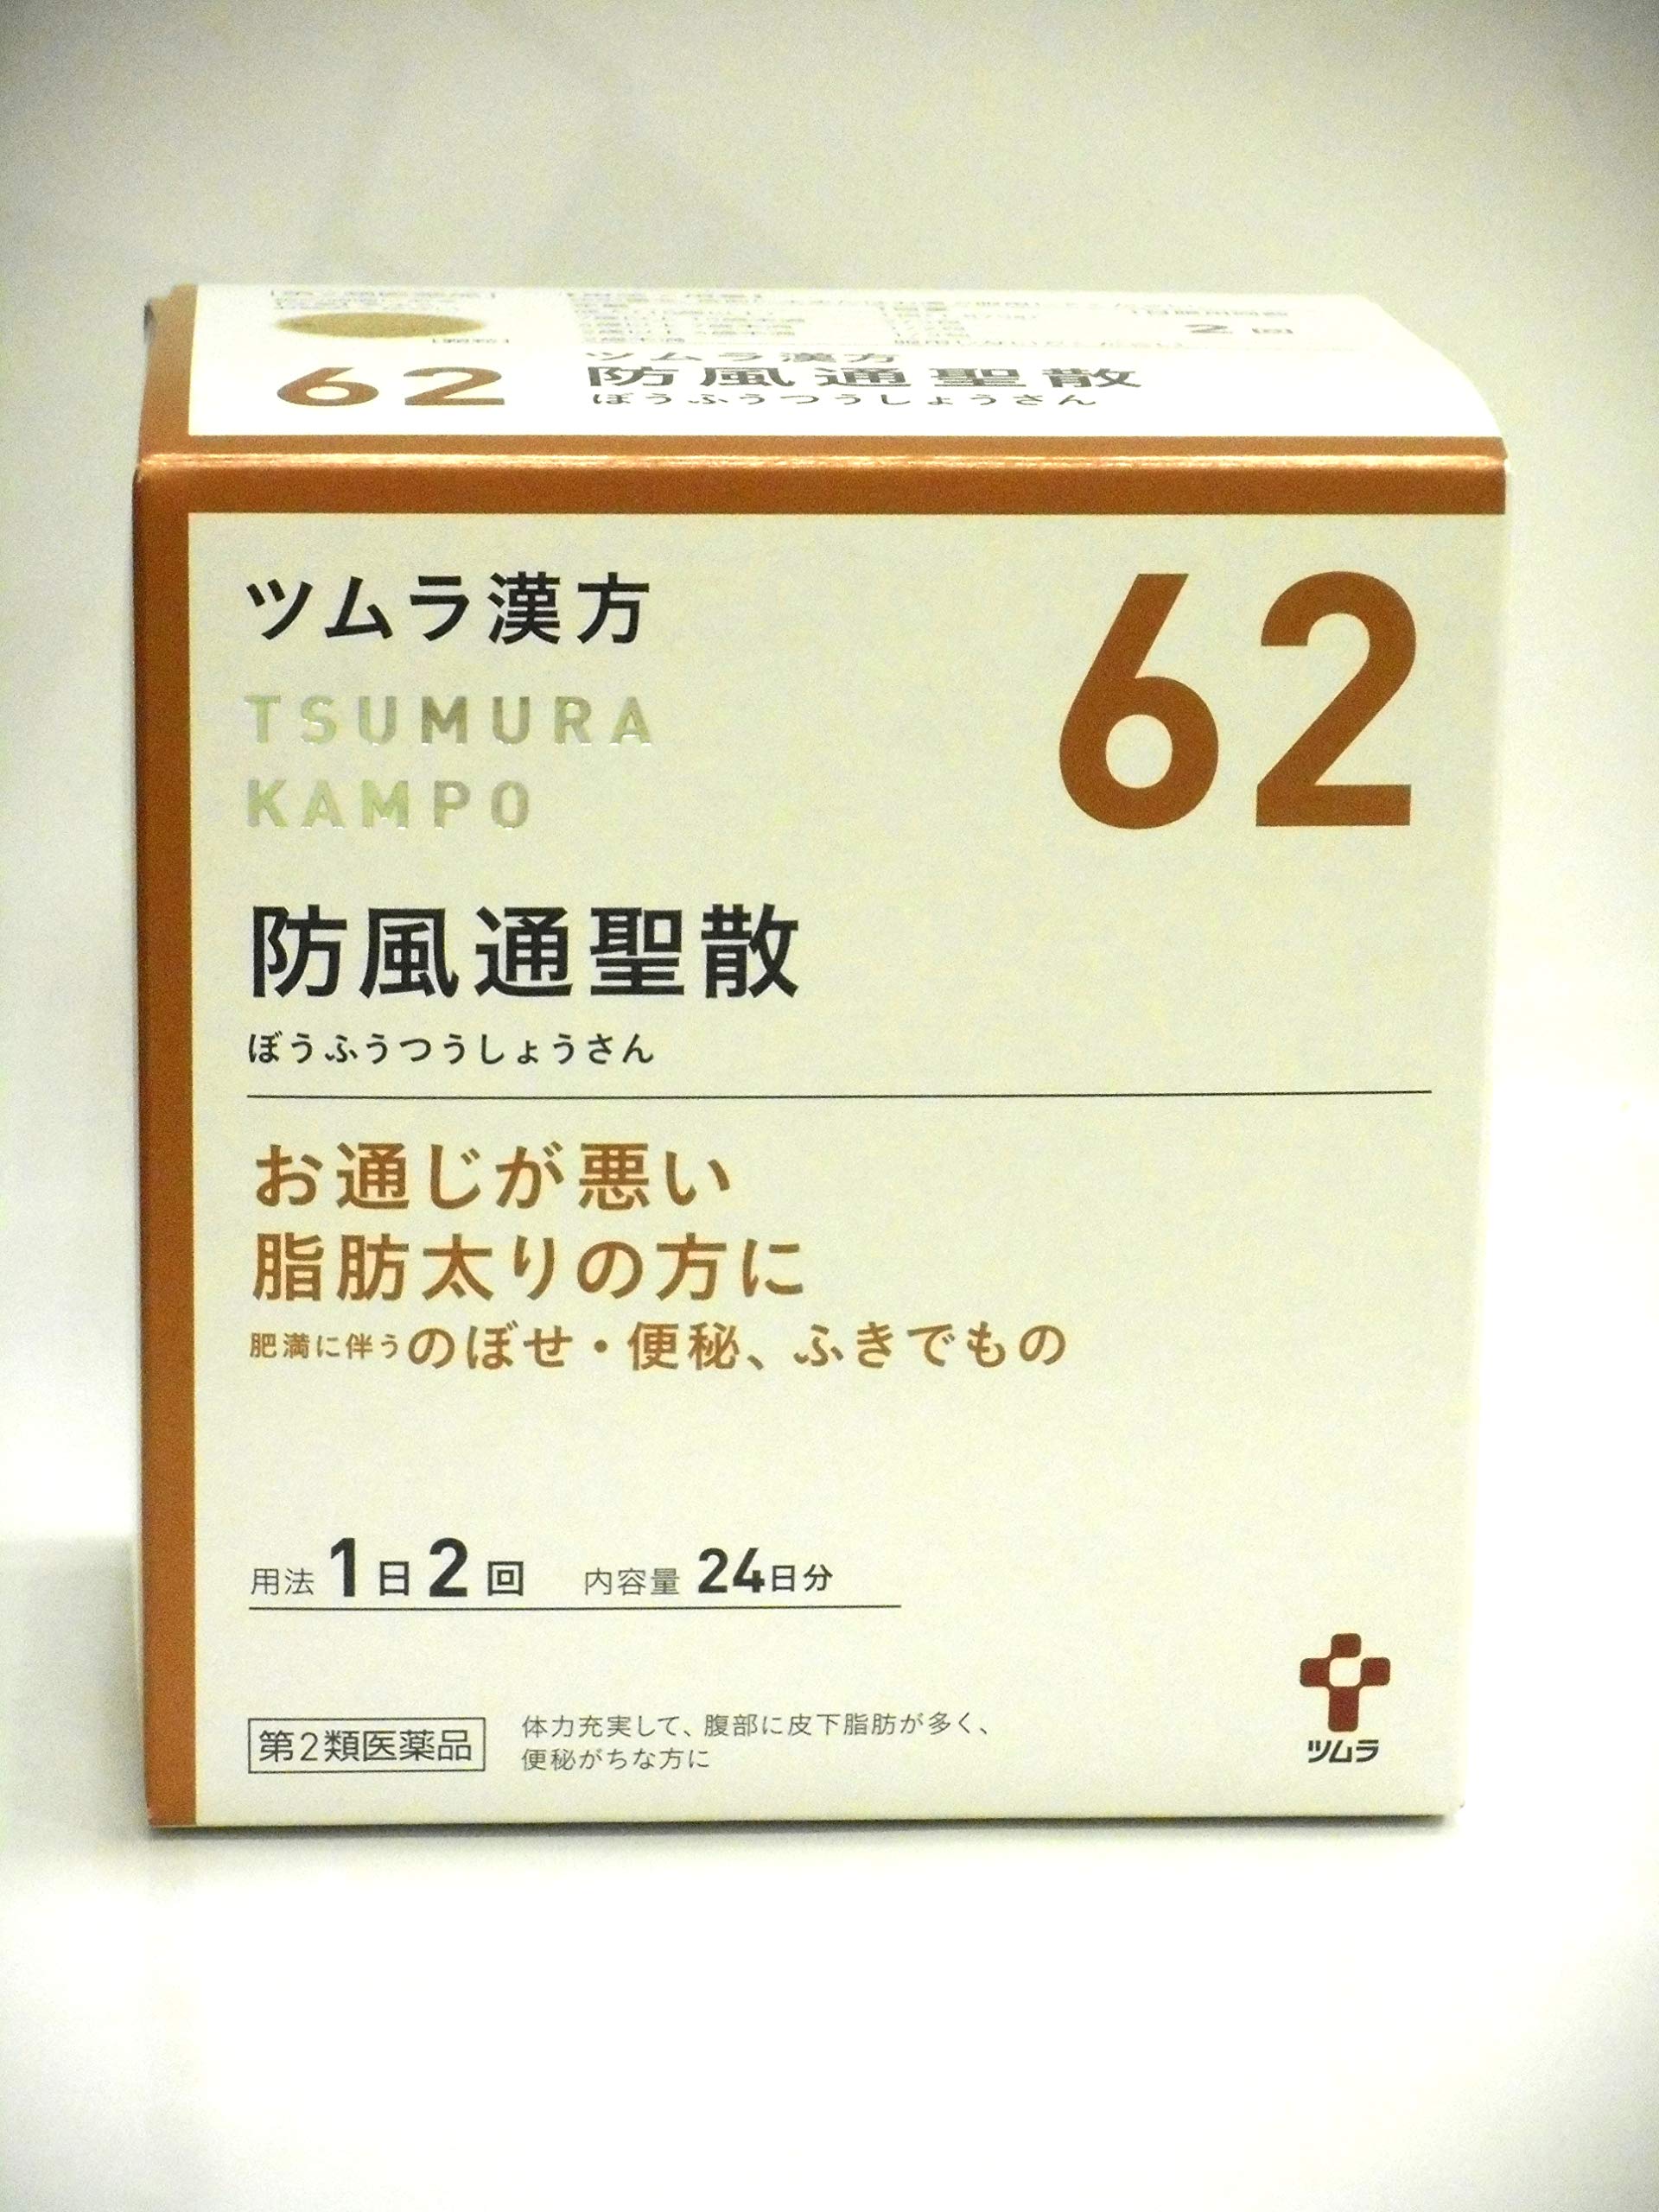 62
ツムラ漢方
防風通聖散
ぼうふうつうしょうさん
2回
ツムラ漢方
62
TSUMURA
KAMPO
防風通聖散
ぼうふうつうしょうさん
お通じが悪い
脂肪太りの方に
肥満に伴うのぼせ・便秘、ふきでもの
用法 1日2回 内容量 24日分
第2類医薬品
体力充実して、腹部に皮下脂肪が多く、
便秘がちな方に
ツムラ